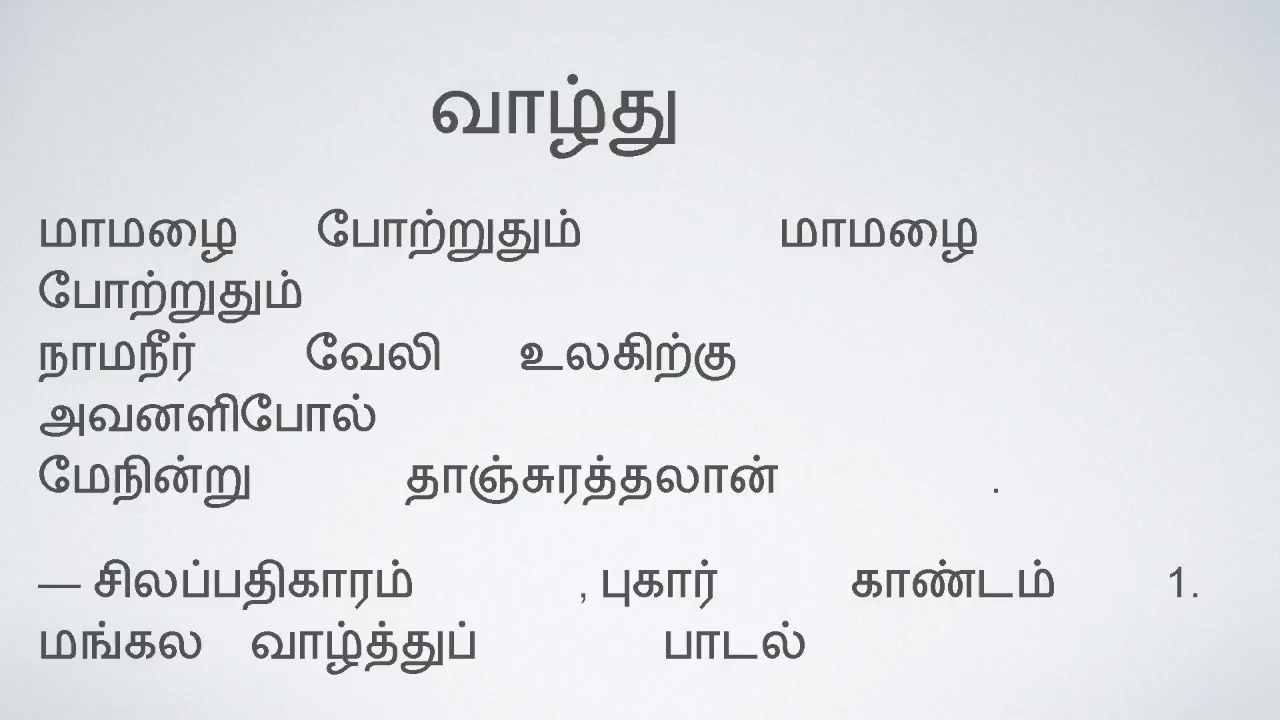 வாழ்து
மாமழை போற்றுதும் மாமழை
போற்றுதும்
நாமநீர் வேலி உலகிற்கு
அவனளிபோல்
மேநின்று தாஞ்சுரத்தலான் .
— சிலப்பதிகாரம் , புகார் காண்டம் 1.
மங்கல வாழ்த்துப் பாடல்